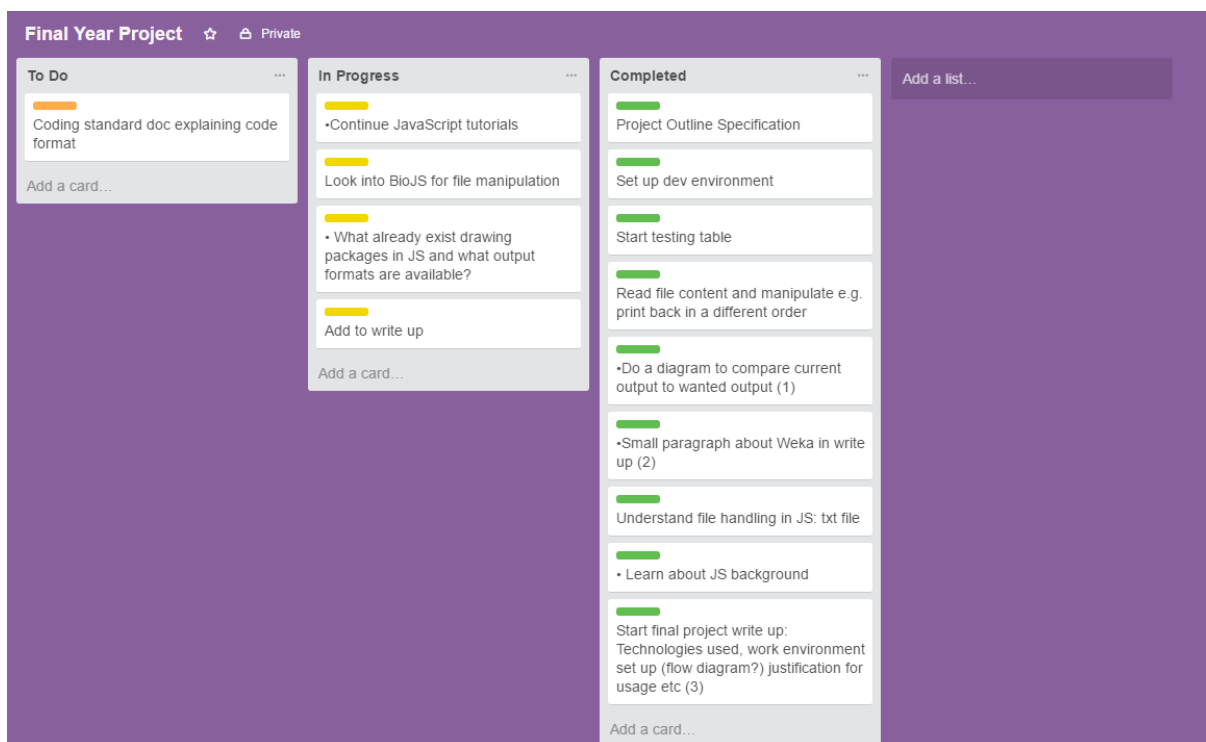 Final Year Project Private
To Do
Coding standard doc explaining code
format
Add a card...
In Progress
•Continue JavaScript tutorials
Look into BioJS for file manipulation
• What already exist drawing
packages in JS and what output
formats are available?
Add to write up
Add a card...
Completed
Project Outline Specification
Set up dev environment
Start testing table
Read file content and manipulate e.g.
print back in a different order
•Do a diagram to compare current
output to wanted output (1)
•Small paragraph about Weka in write
up (2)
Understand file handling in JS: txt file
• Learn about JS background
Start final project write up:
Technologies used, work environment
set up (flow diagram?) justification for
usage etc (3)
Add a card...
Add a list...